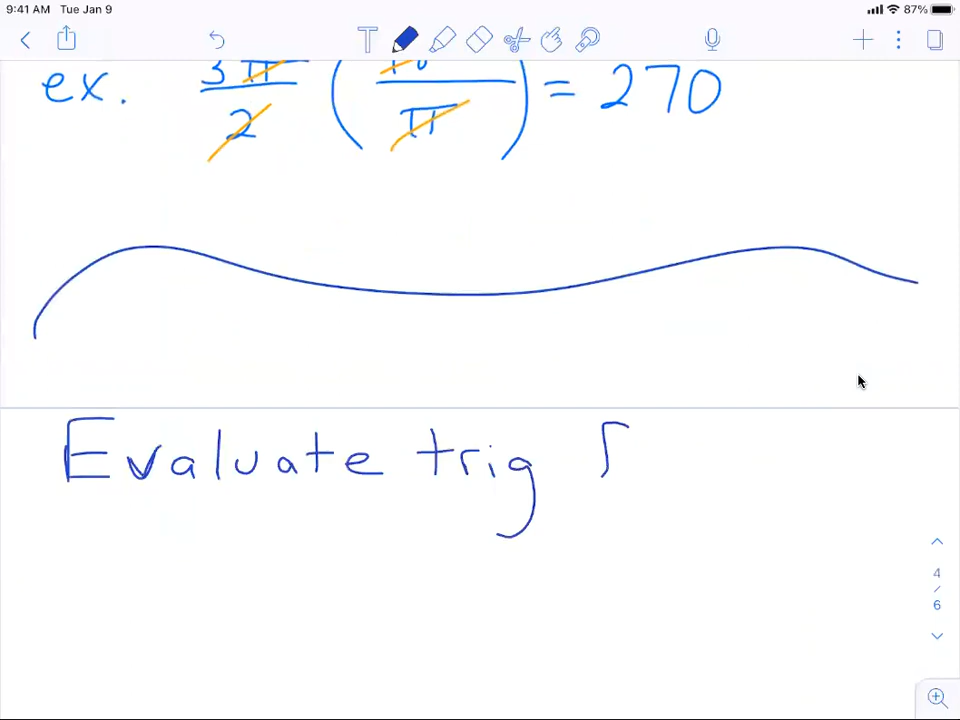 9:41 AM Tue Jan 9
87%
T
ex. 3π/2 (/π) = 270
Evaluate trig
4
/
6